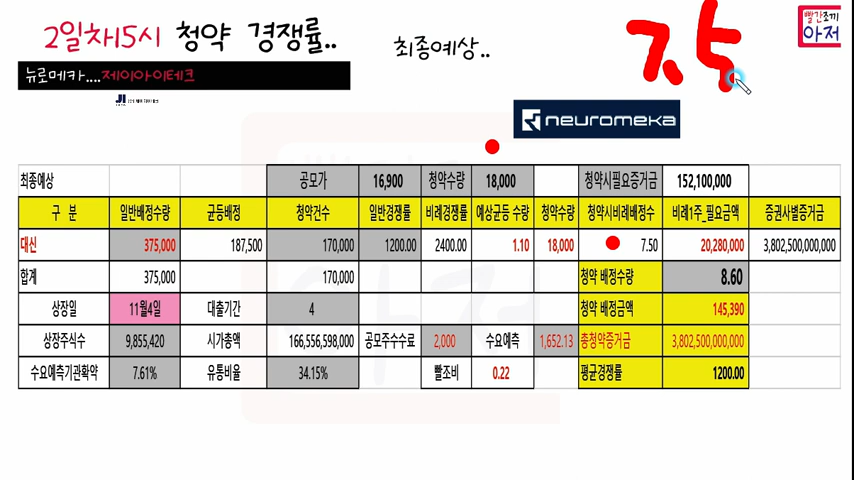 2일차15시 청약 경쟁률..
최종예상..
7.5
빨간조끼
아저
뉴로메카....제이아이테크
JI
neuromeka
최종예상 공모가 16,900 청약수량 18,000 청약시필요증거금 152,100,000
구 분 일반배정수량 균등배정 청약건수 일반경쟁률 비례경쟁률 예상균등 수량 청약수량 청약시비례배정수 비례1주_필요금액 증권사별증거금
대신 375,000 187,500 170,000 1200.00 2400.00 1.10 18,000 7.50 20,280,000 3,802,500,000,000
합계 375,000 170,000 청약 배정수량 8.60
상장일 11월4일 대출기간 4 청약 배정금액 145,390
상장주식수 9,855,420 시가총액 166,556,598,000 공모주수수료 2,000 수요예측 1,652.13 총청약증거금 3,802,500,000,000
수요예측기관확약 7.61% 유통비율 34.15% 빨조비 0.22 평균경쟁률 1200.00